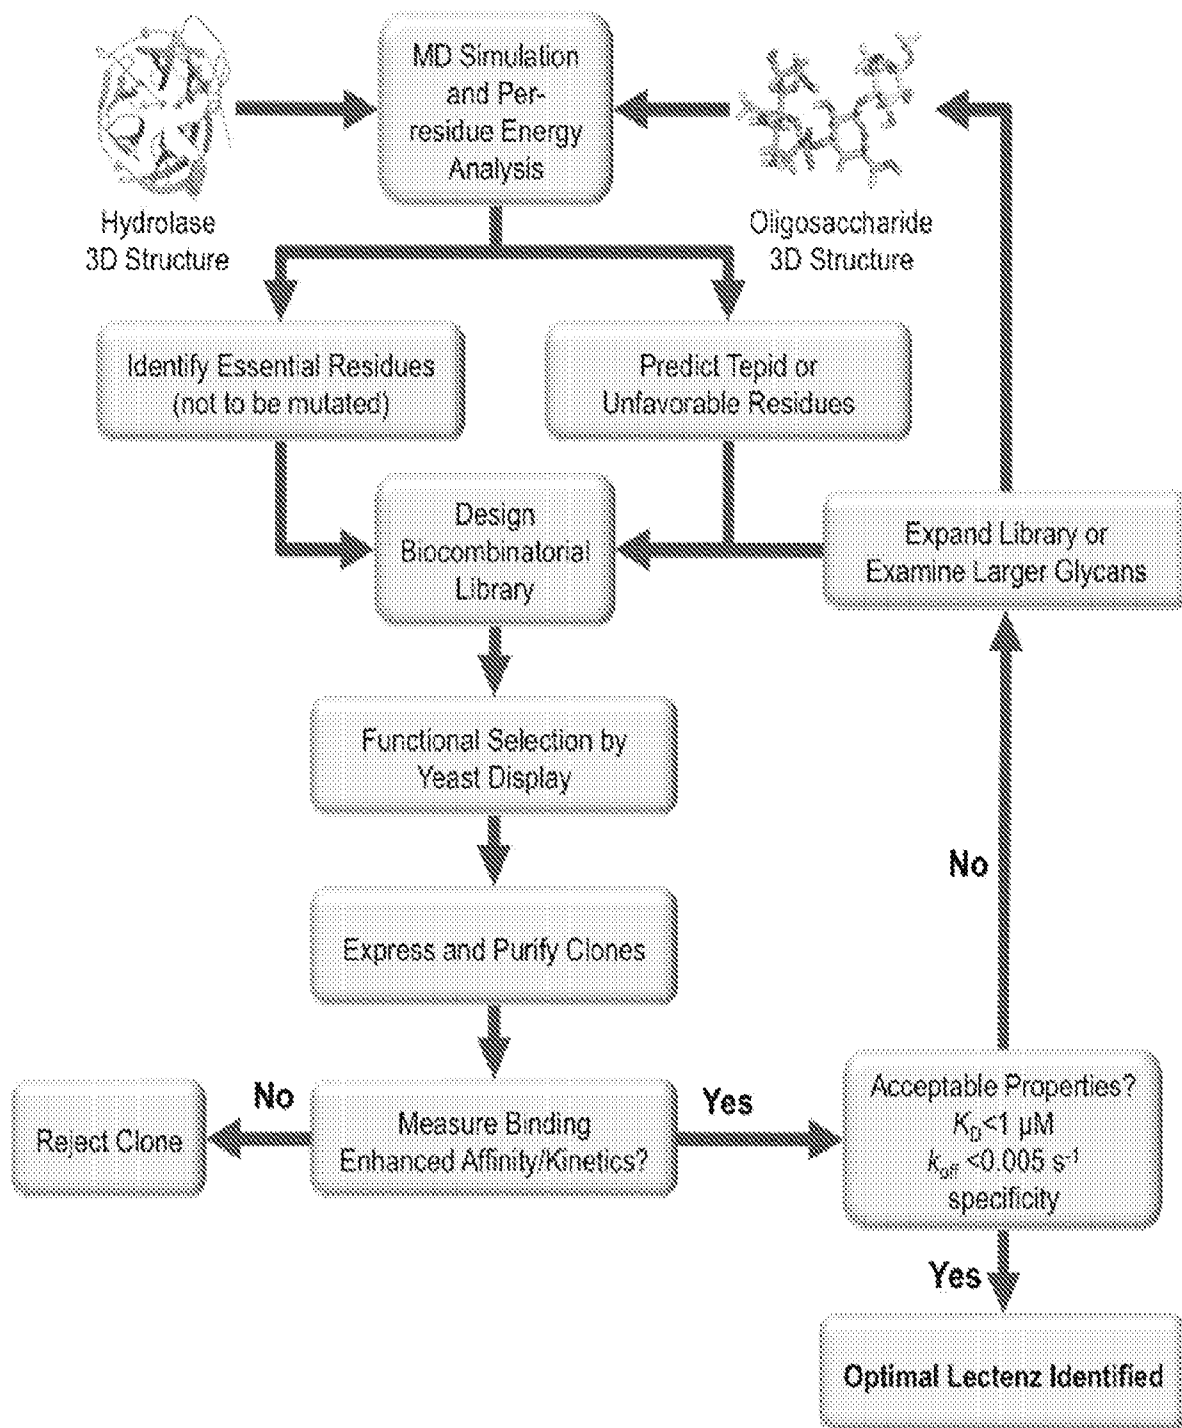 MD Simulation
and Per-
residue Energy
Analysis
Hydrolase
3D Structure
Oligosaccharide
3D Structure
Identify Essential Residues
(not to be mutated)
Predict Tepid or
Unfavorable Residues
Design
Biocombinatorial
Library
Expand Library or
Examine Larger Glycans
Functional Selection by
Yeast Display
No
Express and Purify Clones
No
Reject Clone
Measure Binding
Enhanced Affinity/Kinetics?
Yes
Acceptable Properties?
K_D<1 µM
k_off <0.005 s⁻¹
specificity
Yes
Optimal Lectenz Identified